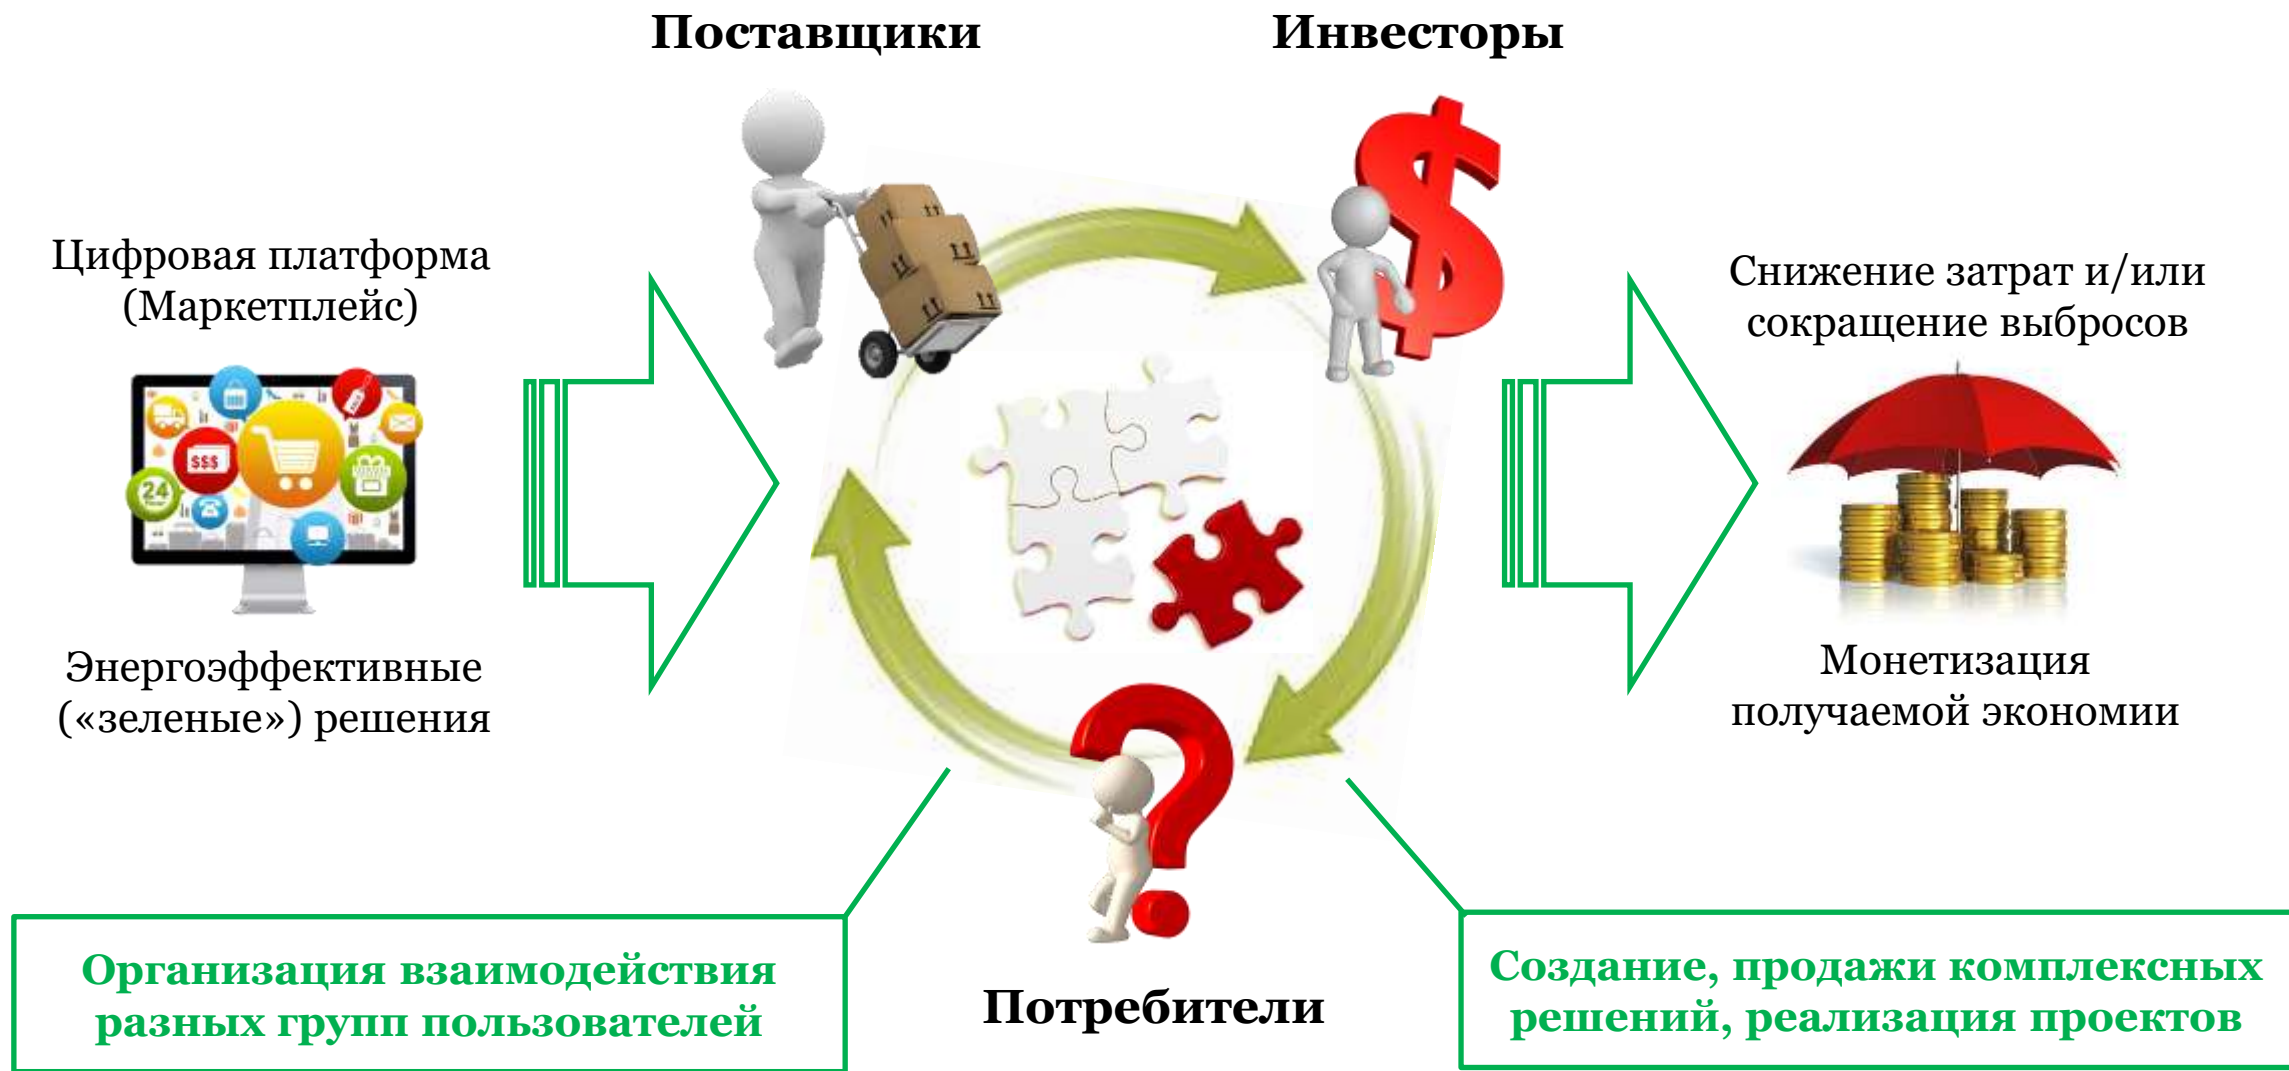 Поставщики
Инвесторы
Цифровая платформа
(Маркетплейс)
$$$
24
Энергоэффективные
(«зеленые») решения
Снижение затрат и/или
сокращение выбросов
Монетизация
получаемой экономии
Организация взаимодействия
разных групп пользователей
Потребители
Создание, продажи комплексных
решений, реализация проектов